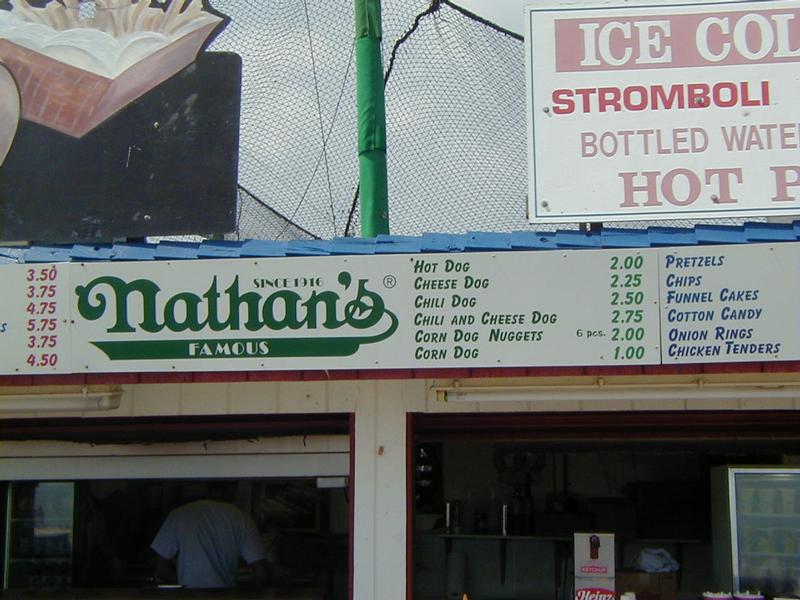 ICE COL
STROMBOLI
BOTTLED WATE
HOT P
3.50
3.75
4.75
S 5.75
3.75
4.50
SINCE 1916
Nathan's®
FAMOUS
HOT DOG 2.00
CHEESE DOG 2.25
CHILI DOG 2.50
CHILI AND CHEESE DOG 2.75
CORN DOG NUGGETS 6 pcs. 2.00
CORN DOG 1.00
PRETZELS
CHIPS
FUNNEL CAKES
COTTON CANDY
ONION RINGS
CHICKEN TENDERS
KETCHUP
Heinz